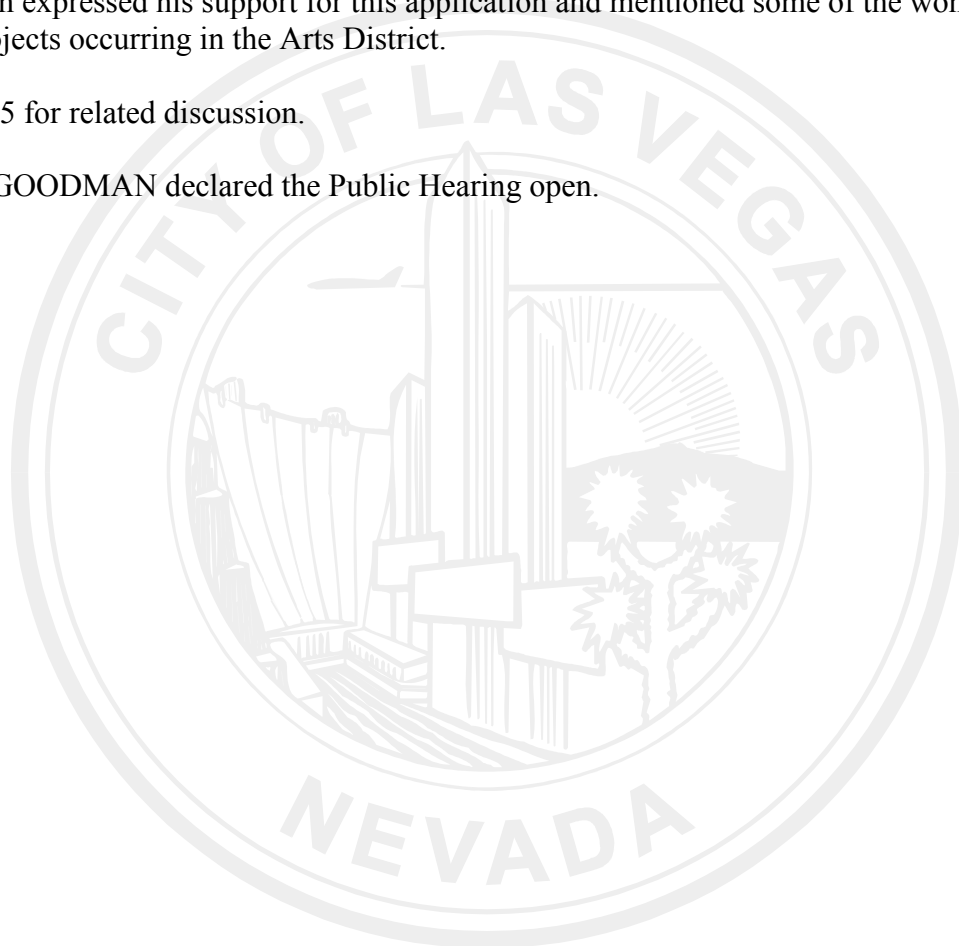 expressed his support for this application and mentioned some of the
jects occurring in the Arts District.
5 for related discussion.
GOODMAN declared the Public Hearing open.
CITY OF LAS VEGAS
NEVADA